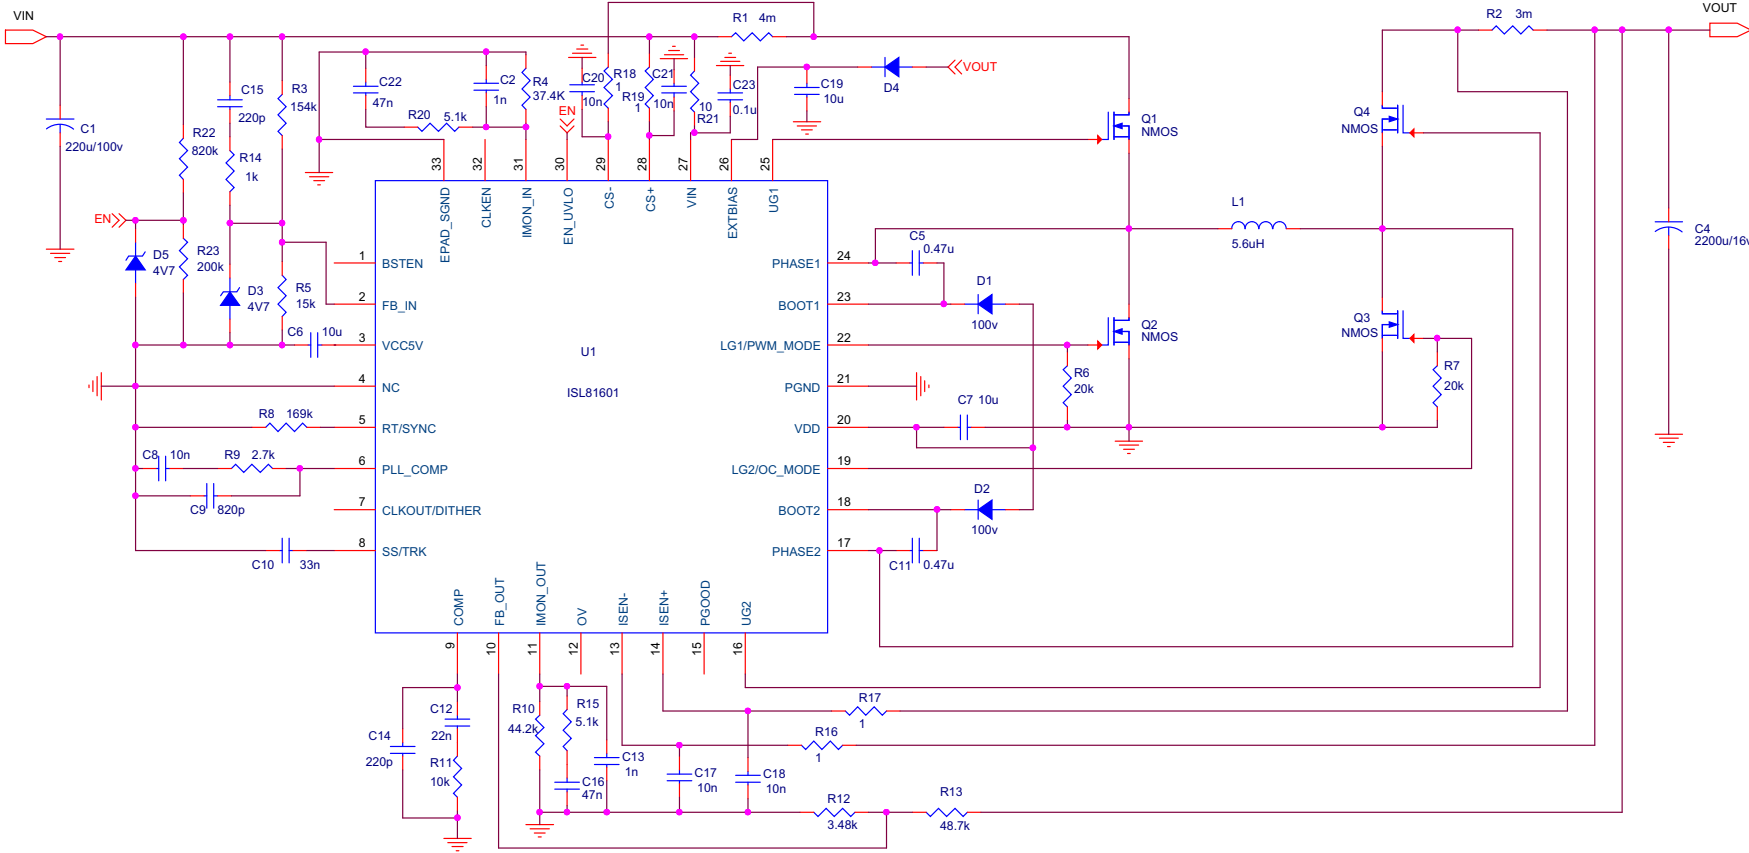 VIN
VOUT
R1 4m
R2 3m
C1
220u/100v
C15
220p
R3
154k
R22
820k
R14
1k
C22
47n
R20 5.1k
C2
1n
R4
37.4K
EN
C20
10n
R18
1
R19
1
C21
10n
10
R21
C23
0.1u
C19
10u
D4
VOUT
Q1
NMOS
Q4
NMOS
33
32
31
30
29
28
27
26
25
EPAD_SGND
CLKEN
IMON_IN
EN_UVLO
CS-
CS+
VIN
EXTBIAS
UG1
EN
D5
4V7
R23
200k
D3
4V7
R5
15k
C6 10u
L1
5.6uH
C4
2200u/16v
1 BSTEN
2 FB_IN
3 VCC5V
4 NC
5 RT/SYNC
6 PLL_COMP
7 CLKOUT/DITHER
8 SS/TRK
U1
ISL81601
PHASE1 24
BOOT1 23
LG1/PWM_MODE 22
PGND 21
VDD 20
LG2/OC_MODE 19
BOOT2 18
PHASE2 17
C5
0.47u
D1
100v
Q2
NMOS
Q3
NMOS
R6
20k
R7
20k
C7 10u
D2
100v
C11 0.47u
R8 169k
C8 10n
R9 2.7k
C9 820p
C10 33n
COMP
FB_OUT
IMON_OUT
OV
ISEN-
ISEN+
PGOOD
UG2
9
10
11
12
13
14
15
16
C14
220p
C12
22n
R11
10k
R10
44.2k
R15
5.1k
C16
47n
C13
1n
C17
10n
C18
10n
R17
1
R16
1
R12
3.48k
R13
48.7k